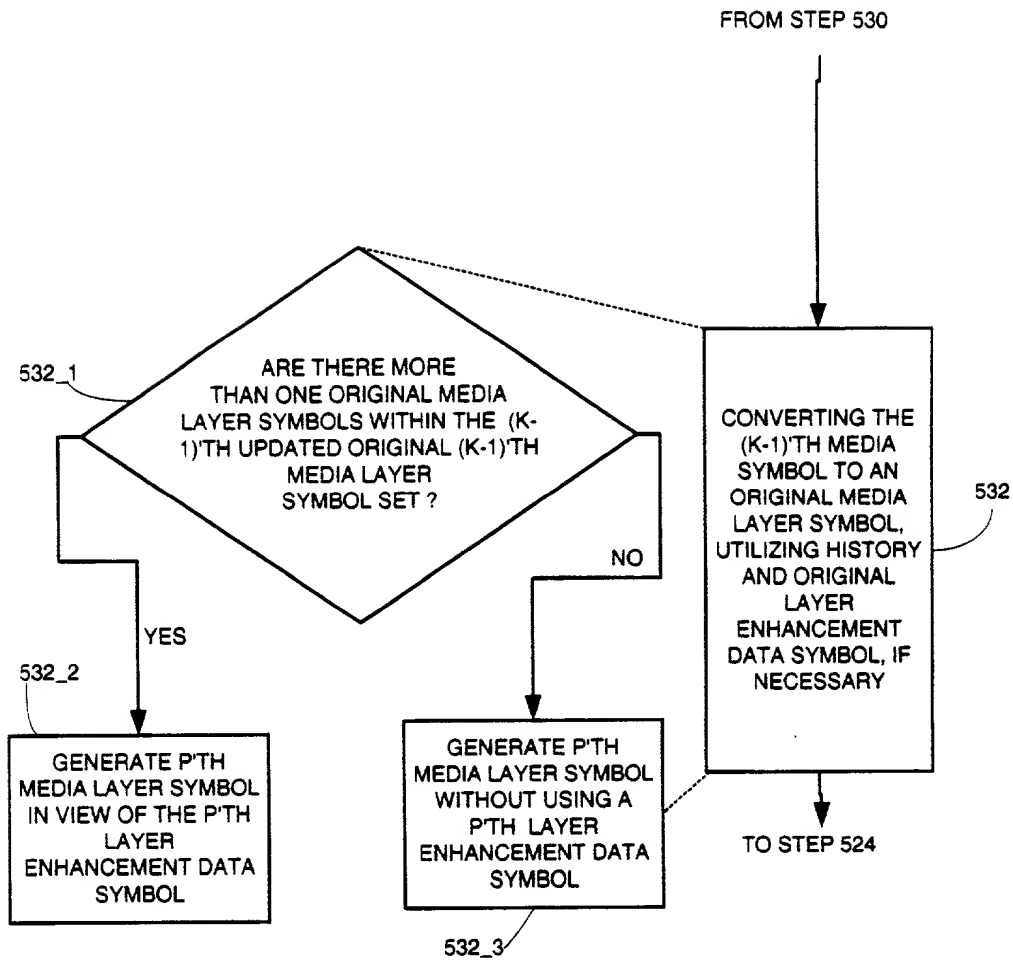 FROM STEP 530
532_1
ARE THERE MORE
THAN ONE ORIGINAL MEDIA
LAYER SYMBOLS WITHIN THE (K-
1)'TH UPDATED ORIGINAL (K-1)'TH
MEDIA LAYER
SYMBOL SET ?
CONVERTING THE
(K-1)'TH MEDIA
SYMBOL TO AN
ORIGINAL MEDIA
LAYER SYMBOL,
UTILIZING HISTORY
AND ORIGINAL
LAYER
ENHANCEMENT
DATA SYMBOL, IF
NECESSARY
532
NO
YES
532_2
GENERATE P'TH
MEDIA LAYER SYMBOL
IN VIEW OF THE P'TH
LAYER
ENHANCEMENT DATA
SYMBOL
GENERATE P'TH
MEDIA LAYER SYMBOL
WITHOUT USING A
P'TH LAYER
ENHANCEMENT DATA
SYMBOL
532_3
TO STEP 524